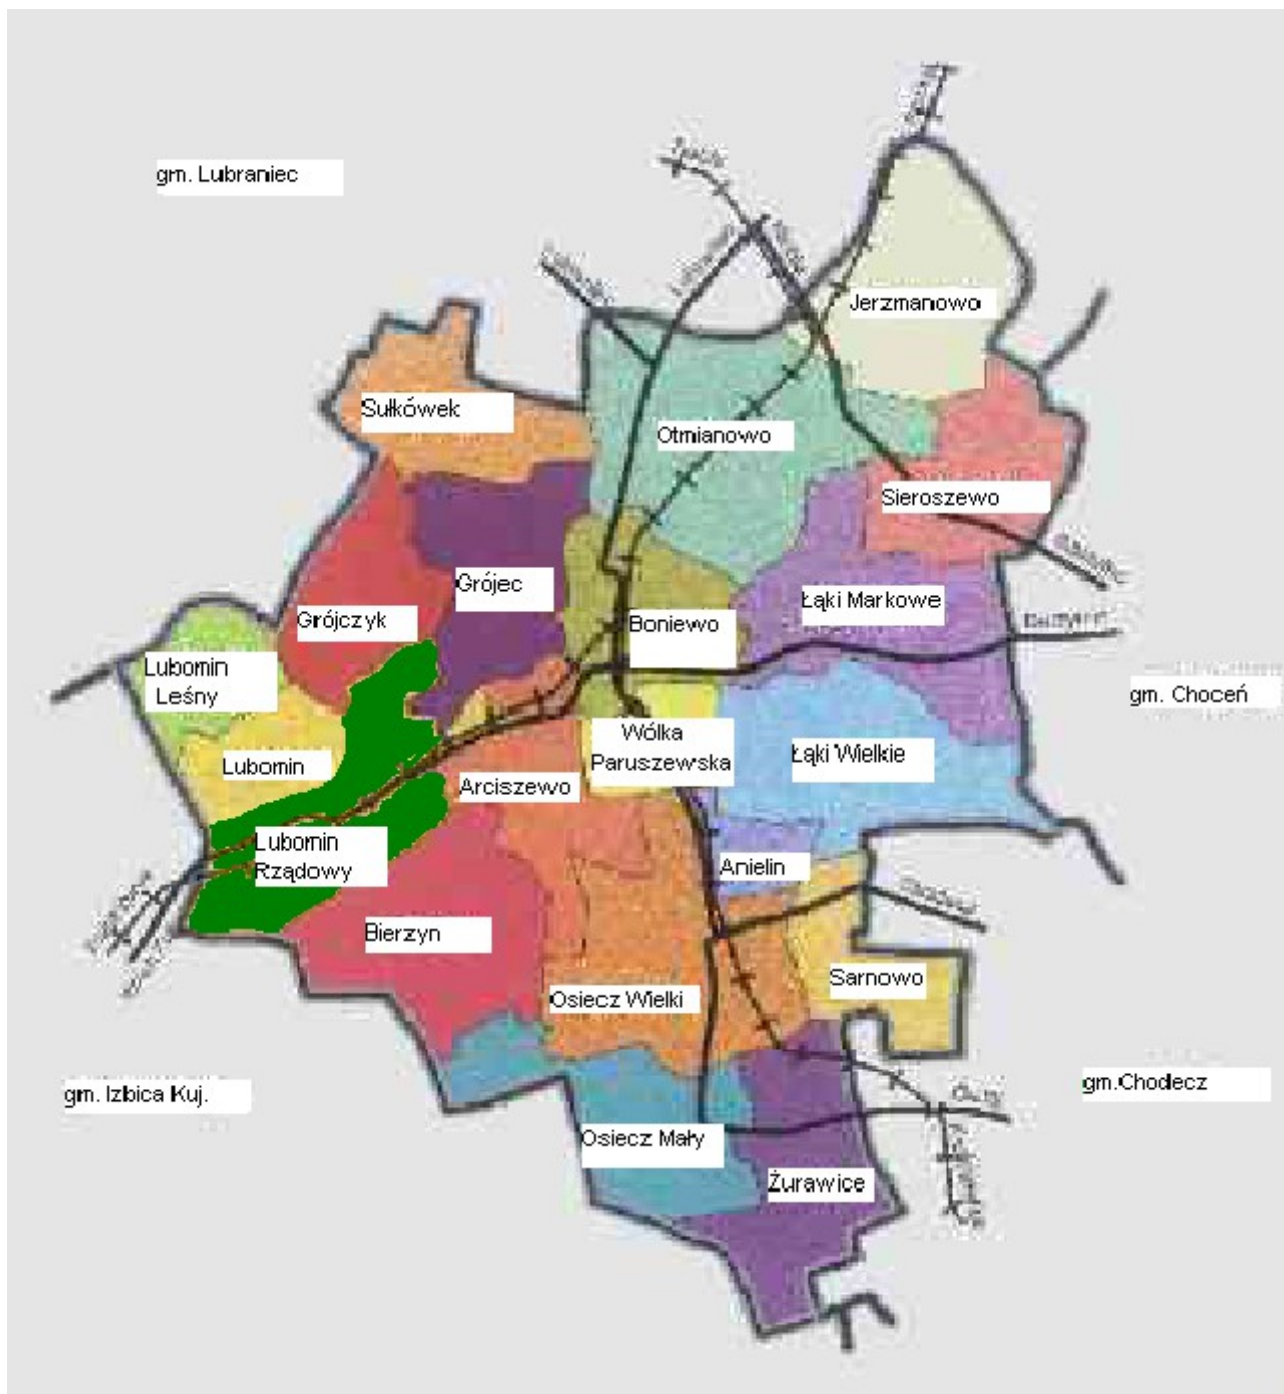 gm. Lubraniec
Jerzmanowo
Sułkówek
Otmianowo
Sieroszewo
Grójec
Łąki Markowe
Grójczyk
Boniewo
Lubomin
Leśny
gm. Choceń
Wólka
Paruszewska
Łąki Wielkie
Lubomin
Arciszewo
Lubomin
Rządowy
Anielin
Bierzyn
Sarnowo
Osiecz Wielki
gm. Izbica Kuj.
gm.Chodecz
Osiecz Mały
Żurawice